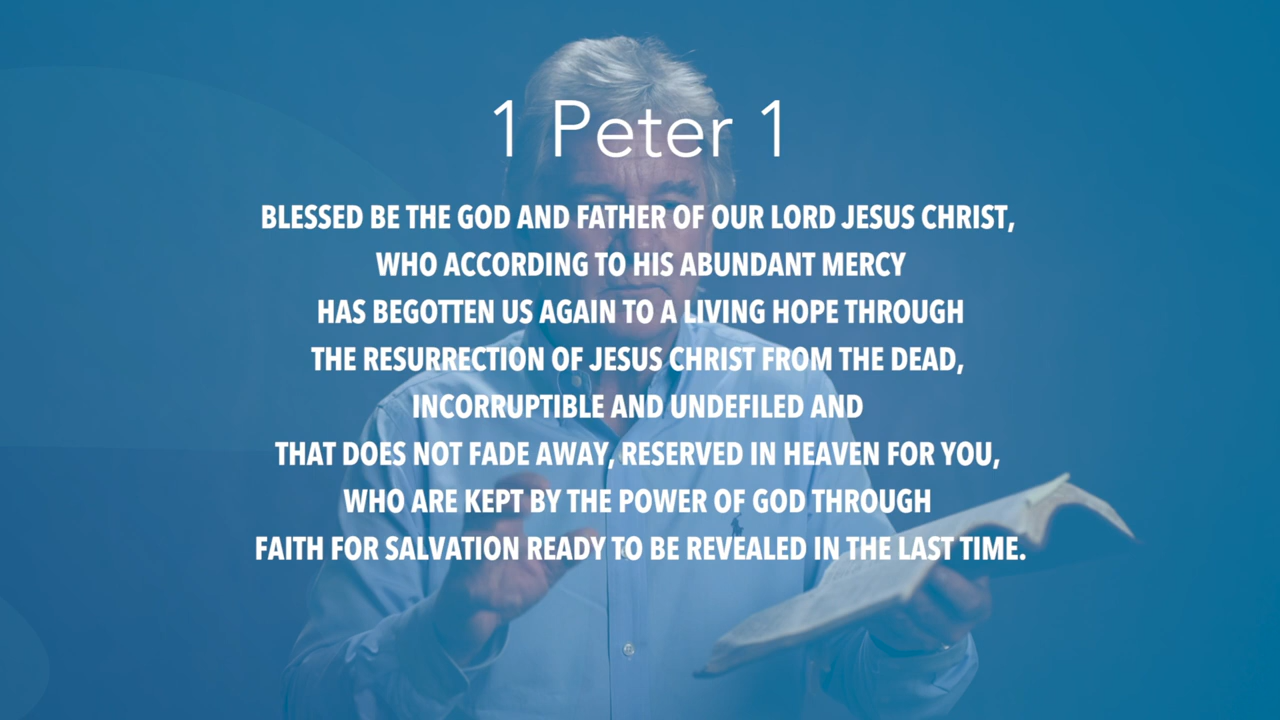 1 Peter 1
BLESSED BE THE GOD AND FATHER OF OUR LORD JESUS CHRIST,
WHO ACCORDING TO HIS ABUNDANT MERCY
HAS BEGOTTEN US AGAIN TO A LIVING HOPE THROUGH
THE RESURRECTION OF JESUS CHRIST FROM THE DEAD,
INCORRUPTIBLE AND UNDEFILED AND
THAT DOES NOT FADE AWAY, RESERVED IN HEAVEN FOR YOU,
WHO ARE KEPT BY THE POWER OF GOD THROUGH
FAITH FOR SALVATION READY TO BE REVEALED IN THE LAST TIME.